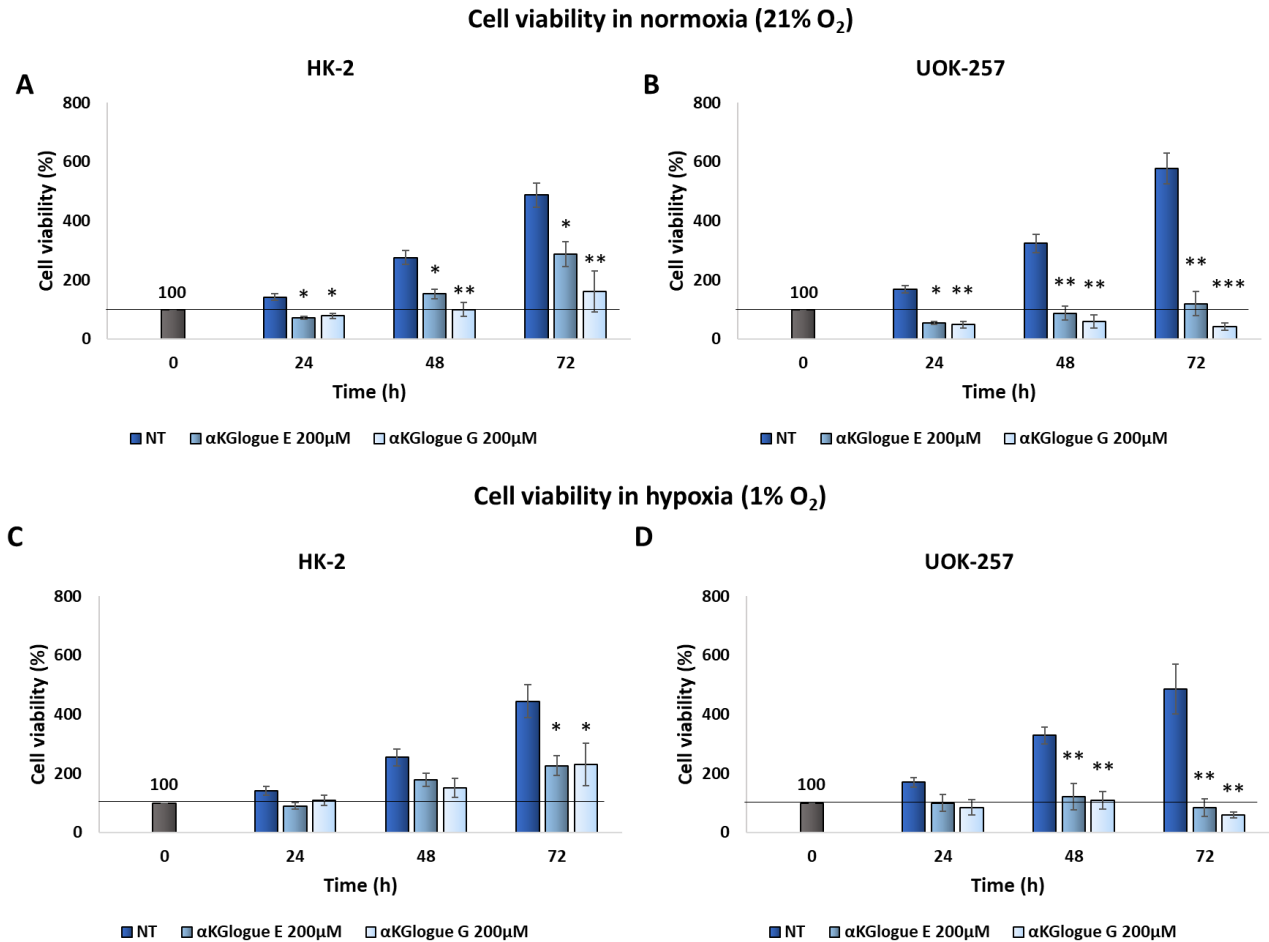 Cell viability in normoxia (21% O₂)
A
HK-2
Cell viability (%)
800
600
400
200
0
100
* *
* **
* **
0 24 48 72
Time (h)
NT αKGlogue E 200µM αKGlogue G 200µM
B
UOK-257
Cell viability (%)
800
600
400
200
0
100
* **
** **
** ***
0 24 48 72
Time (h)
NT αKGlogue E 200µM αKGlogue G 200µM
Cell viability in hypoxia (1% O₂)
C
HK-2
Cell viability (%)
800
600
400
200
0
100
* *
0 24 48 72
Time (h)
NT αKGlogue E 200µM αKGlogue G 200µM
D
UOK-257
Cell viability (%)
800
600
400
200
0
100
** **
** **
0 24 48 72
Time (h)
NT αKGlogue E 200µM αKGlogue G 200µM